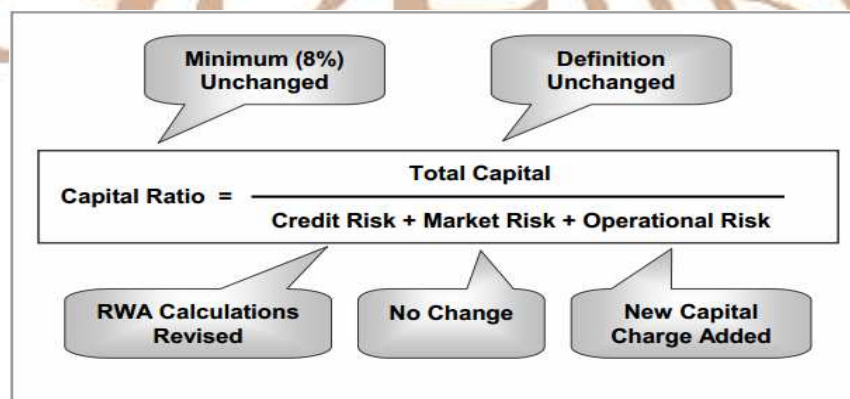 Minimum (8%)
Unchanged
Definition
Unchanged
Capital Ratio =
Total Capital
Credit Risk + Market Risk + Operational Risk
RWA Calculations
Revised
No Change
New Capital
Charge Added